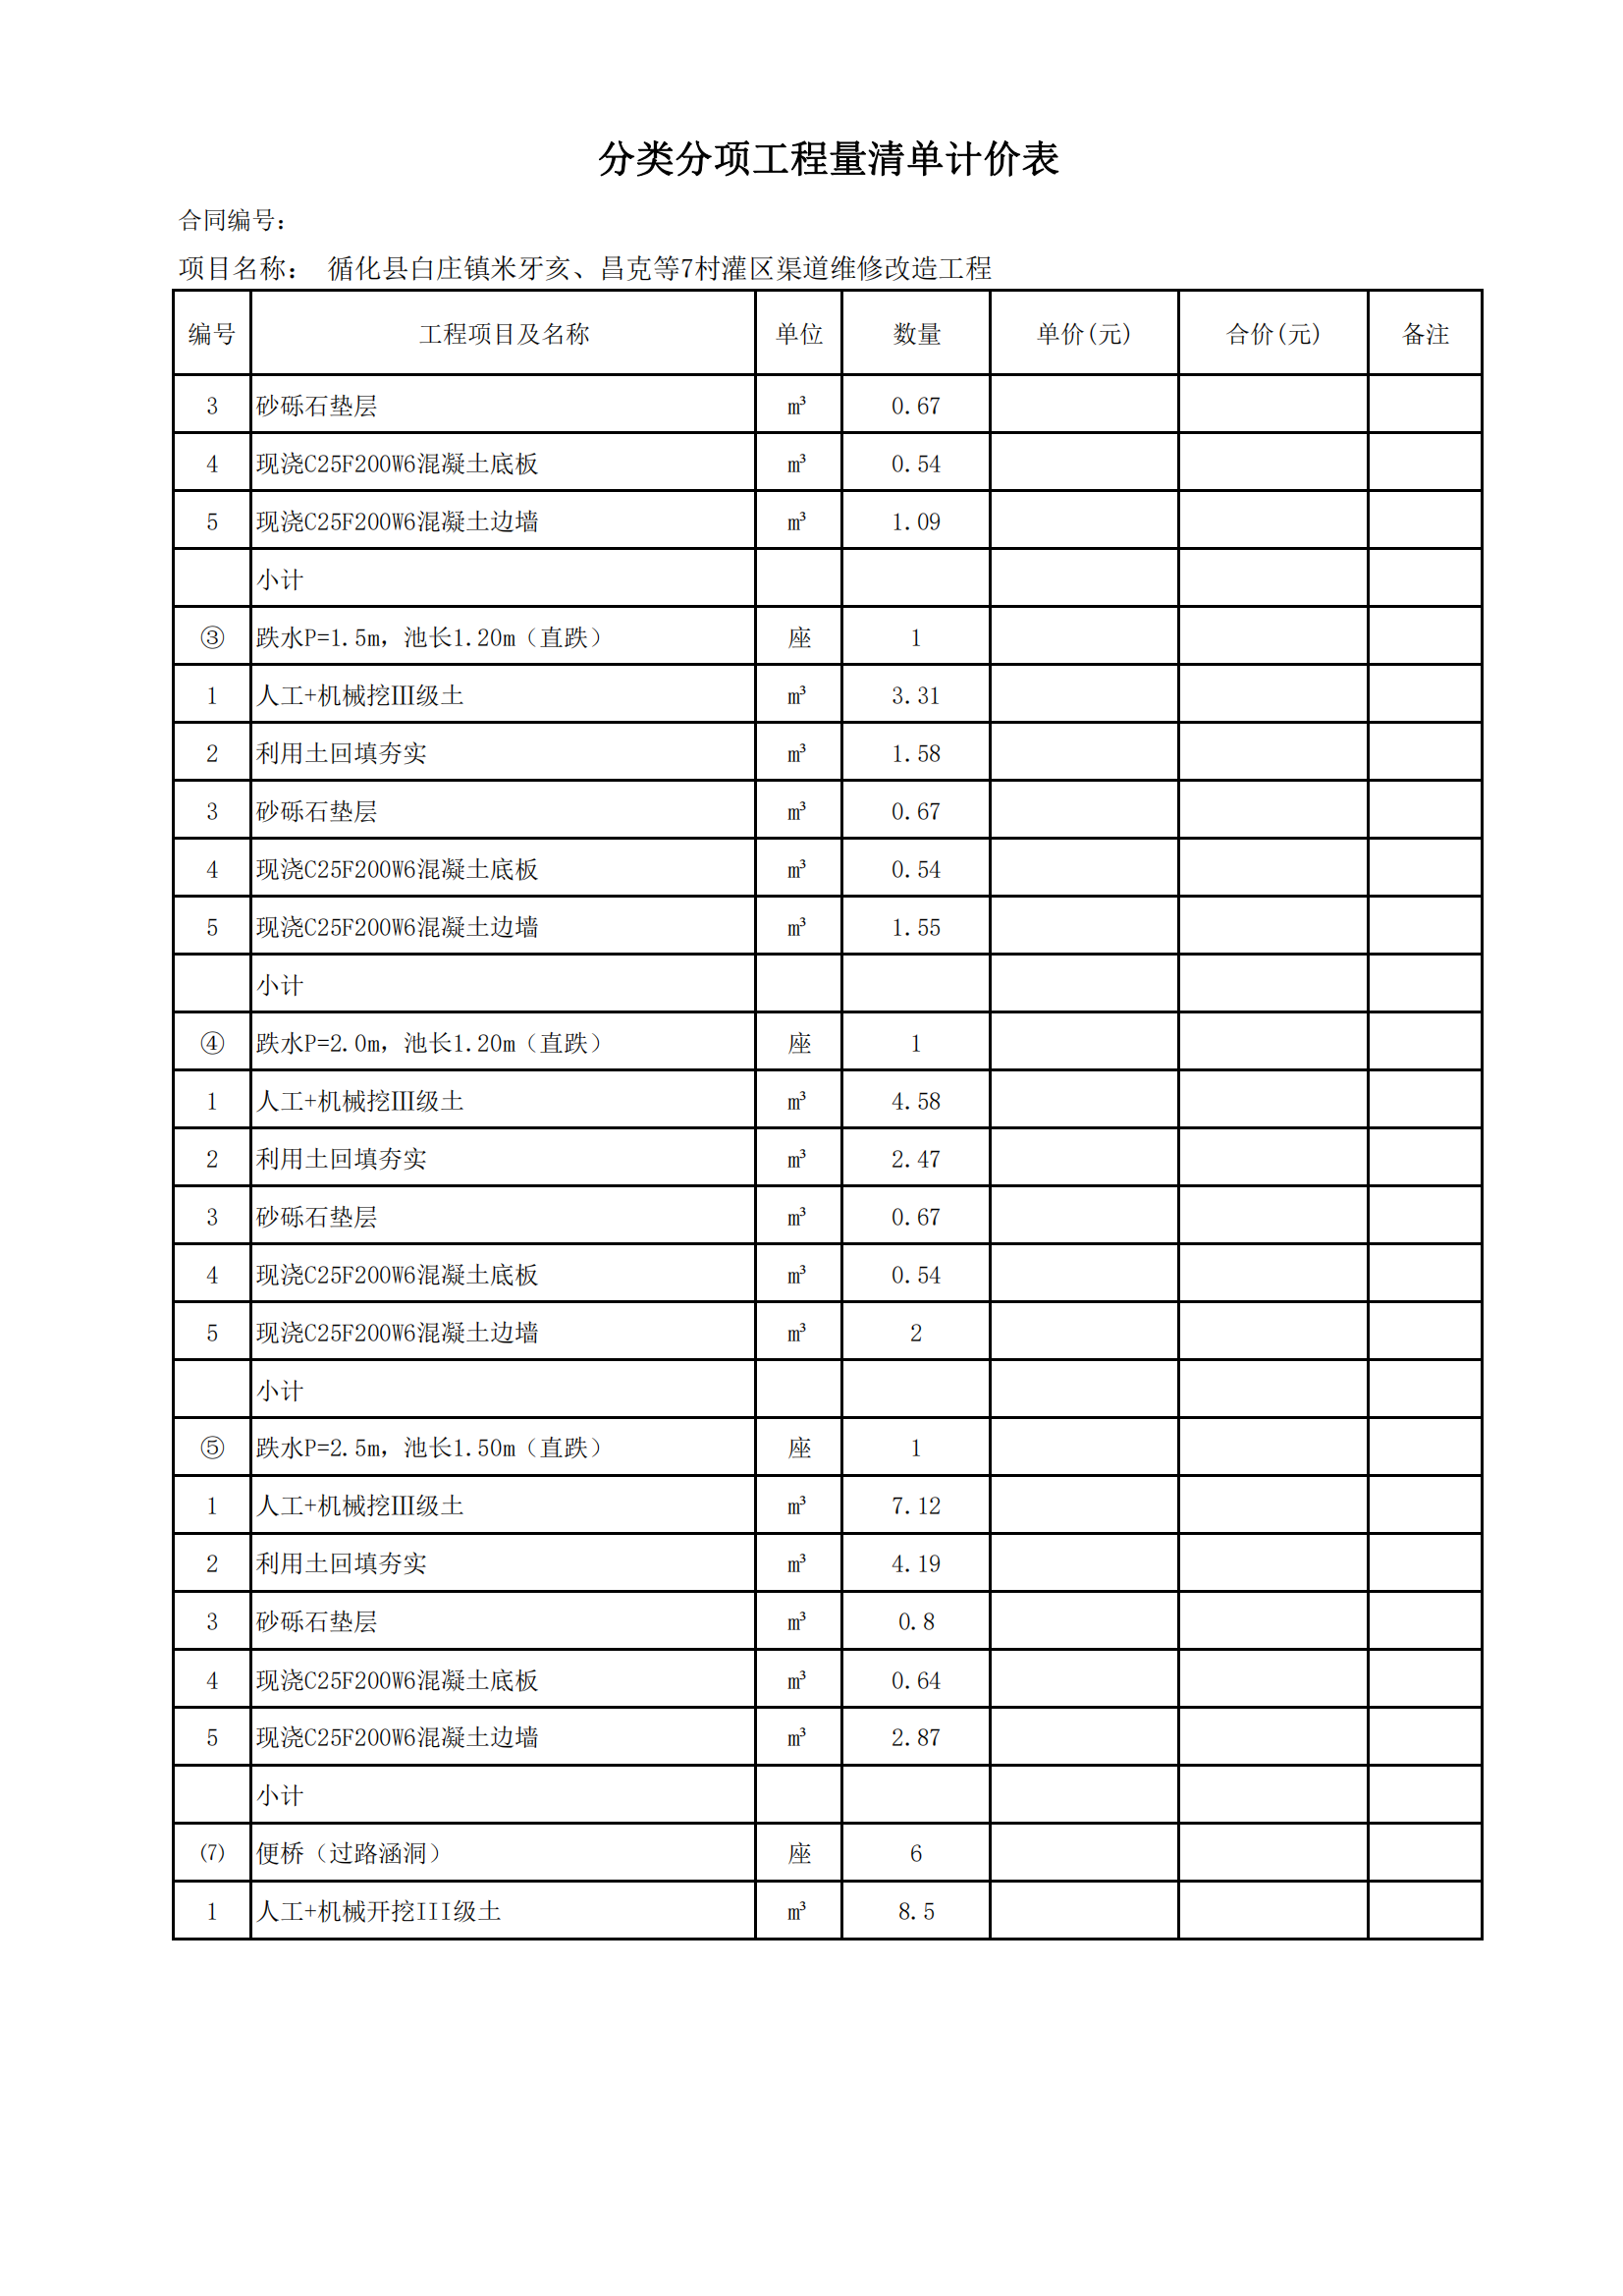 分类分项工程量清单计价表
合同编号：
项目名称： 循化县白庄镇米牙亥、昌克等7村灌区渠道维修改造工程
编号 工程项目及名称 单位 数量 单价(元) 合价(元) 备注
3 砂砾石垫层 m³ 0.67
4 现浇C25F200W6混凝土底板 m³ 0.54
5 现浇C25F200W6混凝土边墙 m³ 1.09
小计
③ 跌水P=1.5m，池长1.20m（直跌） 座 1
1 人工+机械挖Ⅲ级土 m³ 3.31
2 利用土回填夯实 m³ 1.58
3 砂砾石垫层 m³ 0.67
4 现浇C25F200W6混凝土底板 m³ 0.54
5 现浇C25F200W6混凝土边墙 m³ 1.55
小计
④ 跌水P=2.0m，池长1.20m（直跌） 座 1
1 人工+机械挖Ⅲ级土 m³ 4.58
2 利用土回填夯实 m³ 2.47
3 砂砾石垫层 m³ 0.67
4 现浇C25F200W6混凝土底板 m³ 0.54
5 现浇C25F200W6混凝土边墙 m³ 2
小计
⑤ 跌水P=2.5m，池长1.50m（直跌） 座 1
1 人工+机械挖Ⅲ级土 m³ 7.12
2 利用土回填夯实 m³ 4.19
3 砂砾石垫层 m³ 0.8
4 现浇C25F200W6混凝土底板 m³ 0.64
5 现浇C25F200W6混凝土边墙 m³ 2.87
小计
⑺ 便桥（过路涵洞） 座 6
1 人工+机械开挖III级土 m³ 8.5